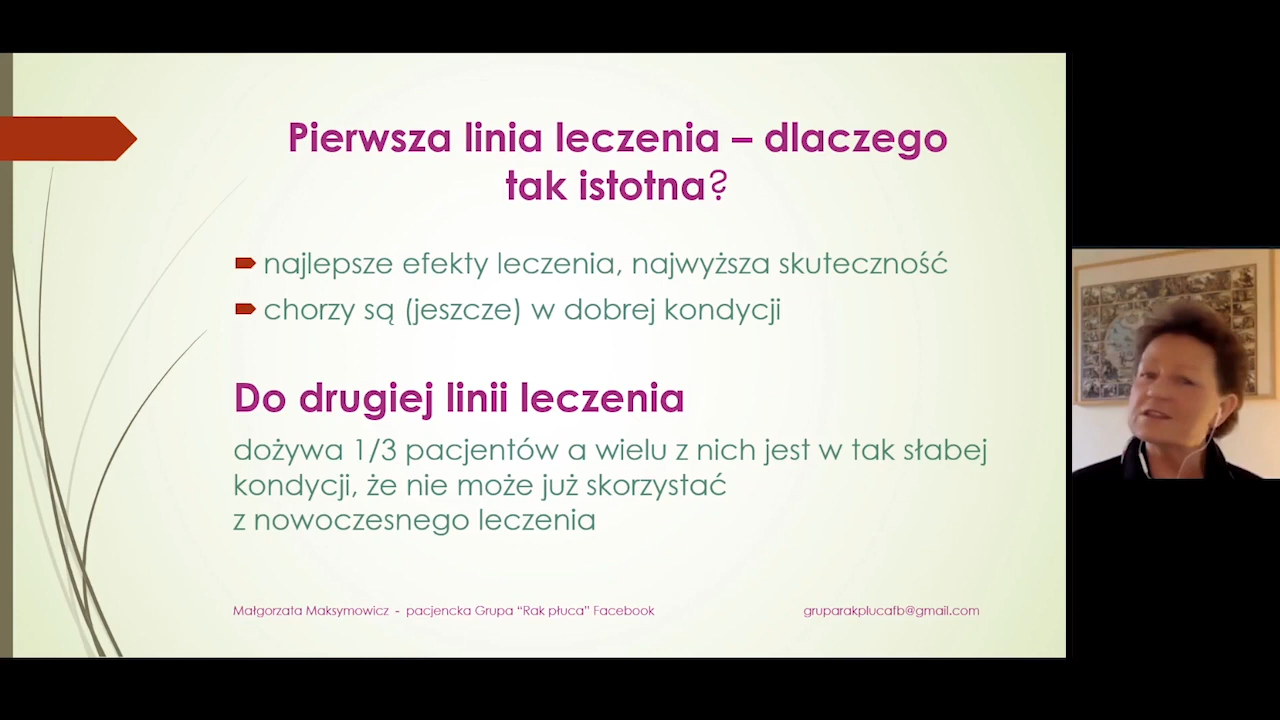 Pierwsza linia leczenia – dlaczego
tak istotna?
najlepsze efekty leczenia, najwyższa skuteczność
chorzy są (jeszcze) w dobrej kondycji
Do drugiej linii leczenia
dożywa 1/3 pacjentów a wielu z nich jest w tak słabej
kondycji, że nie może już skorzystać
z nowoczesnego leczenia
Małgorzata Maksymowicz - pacjencka Grupa “Rak płuca” Facebook
gruparakplucafb@gmail.com